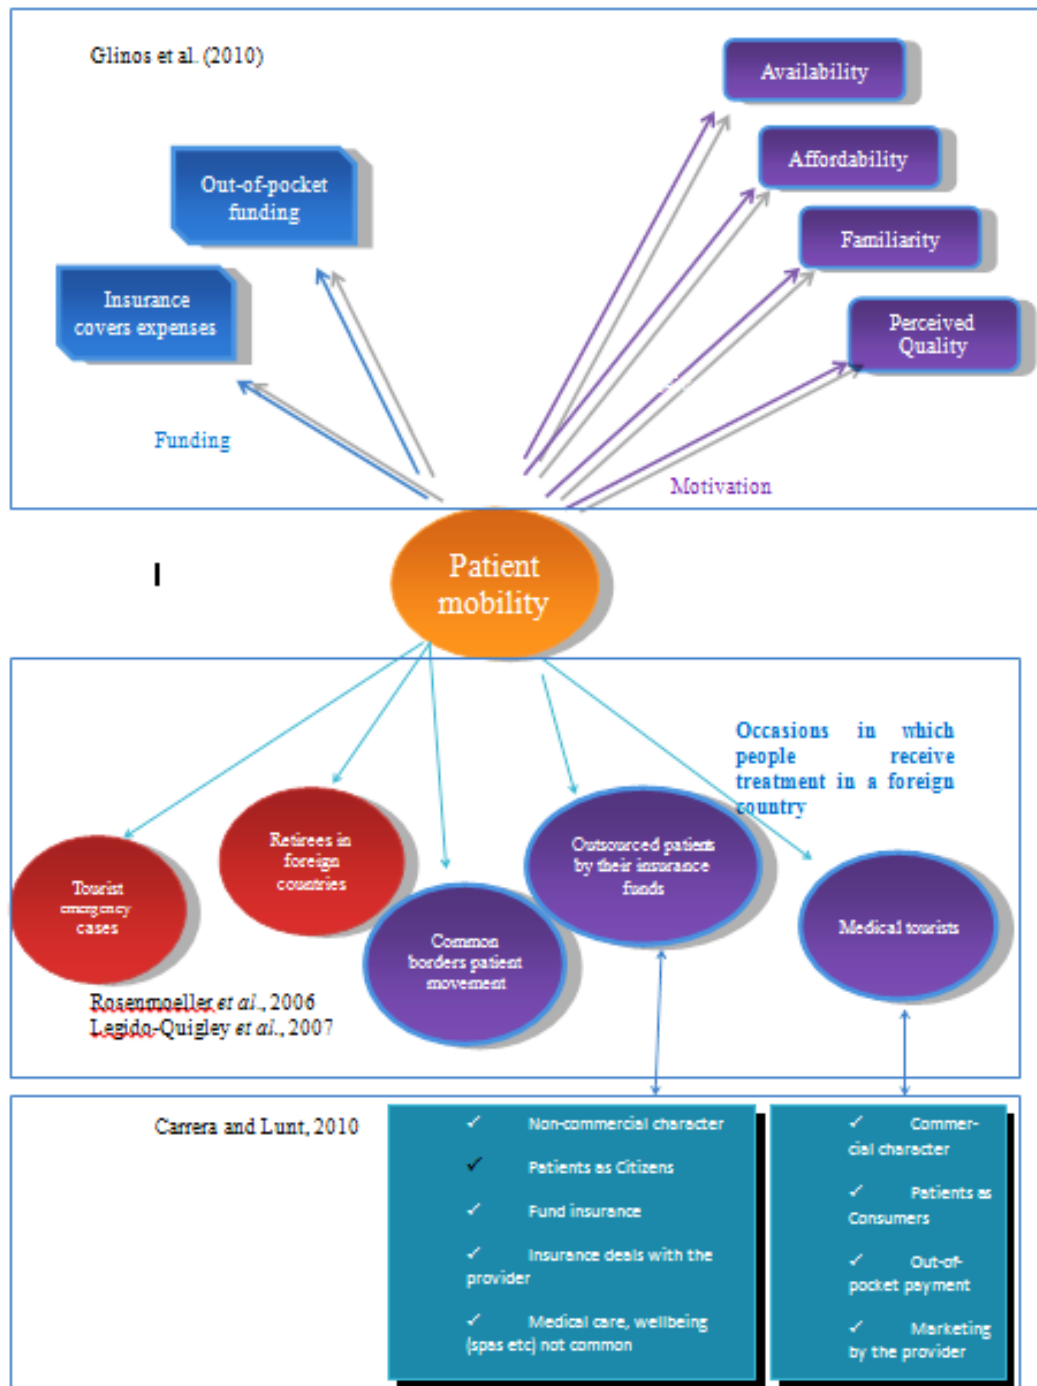 Glinos et al. (2010)
Availability
Affordability
Familiarity
Perceived
Quality
Out-of-pocket
funding
Insurance
covers expenses
Funding
Motivation
Patient
mobility
Occasions in which
people receive
treatment in a foreign
country
Tourist
emergency
cases
Retirees in
foreign
countries
Common
borders patient
movement
Outsourced patients
by their insurance
funds
Medical tourists
Rosenmoeller et al., 2006
Legido-Quigley et al., 2007
Carrera and Lunt, 2010
✓ Non-commercial character
✓ Patients as Citizens
✓ Fund insurance
✓ Insurance deals with the
provider
✓ Medical care, wellbeing
(spas etc) not common
✓ Commer-
cial character
✓ Patients as
Consumers
✓ Out-of-
pocket payment
✓ Marketing
by the provider